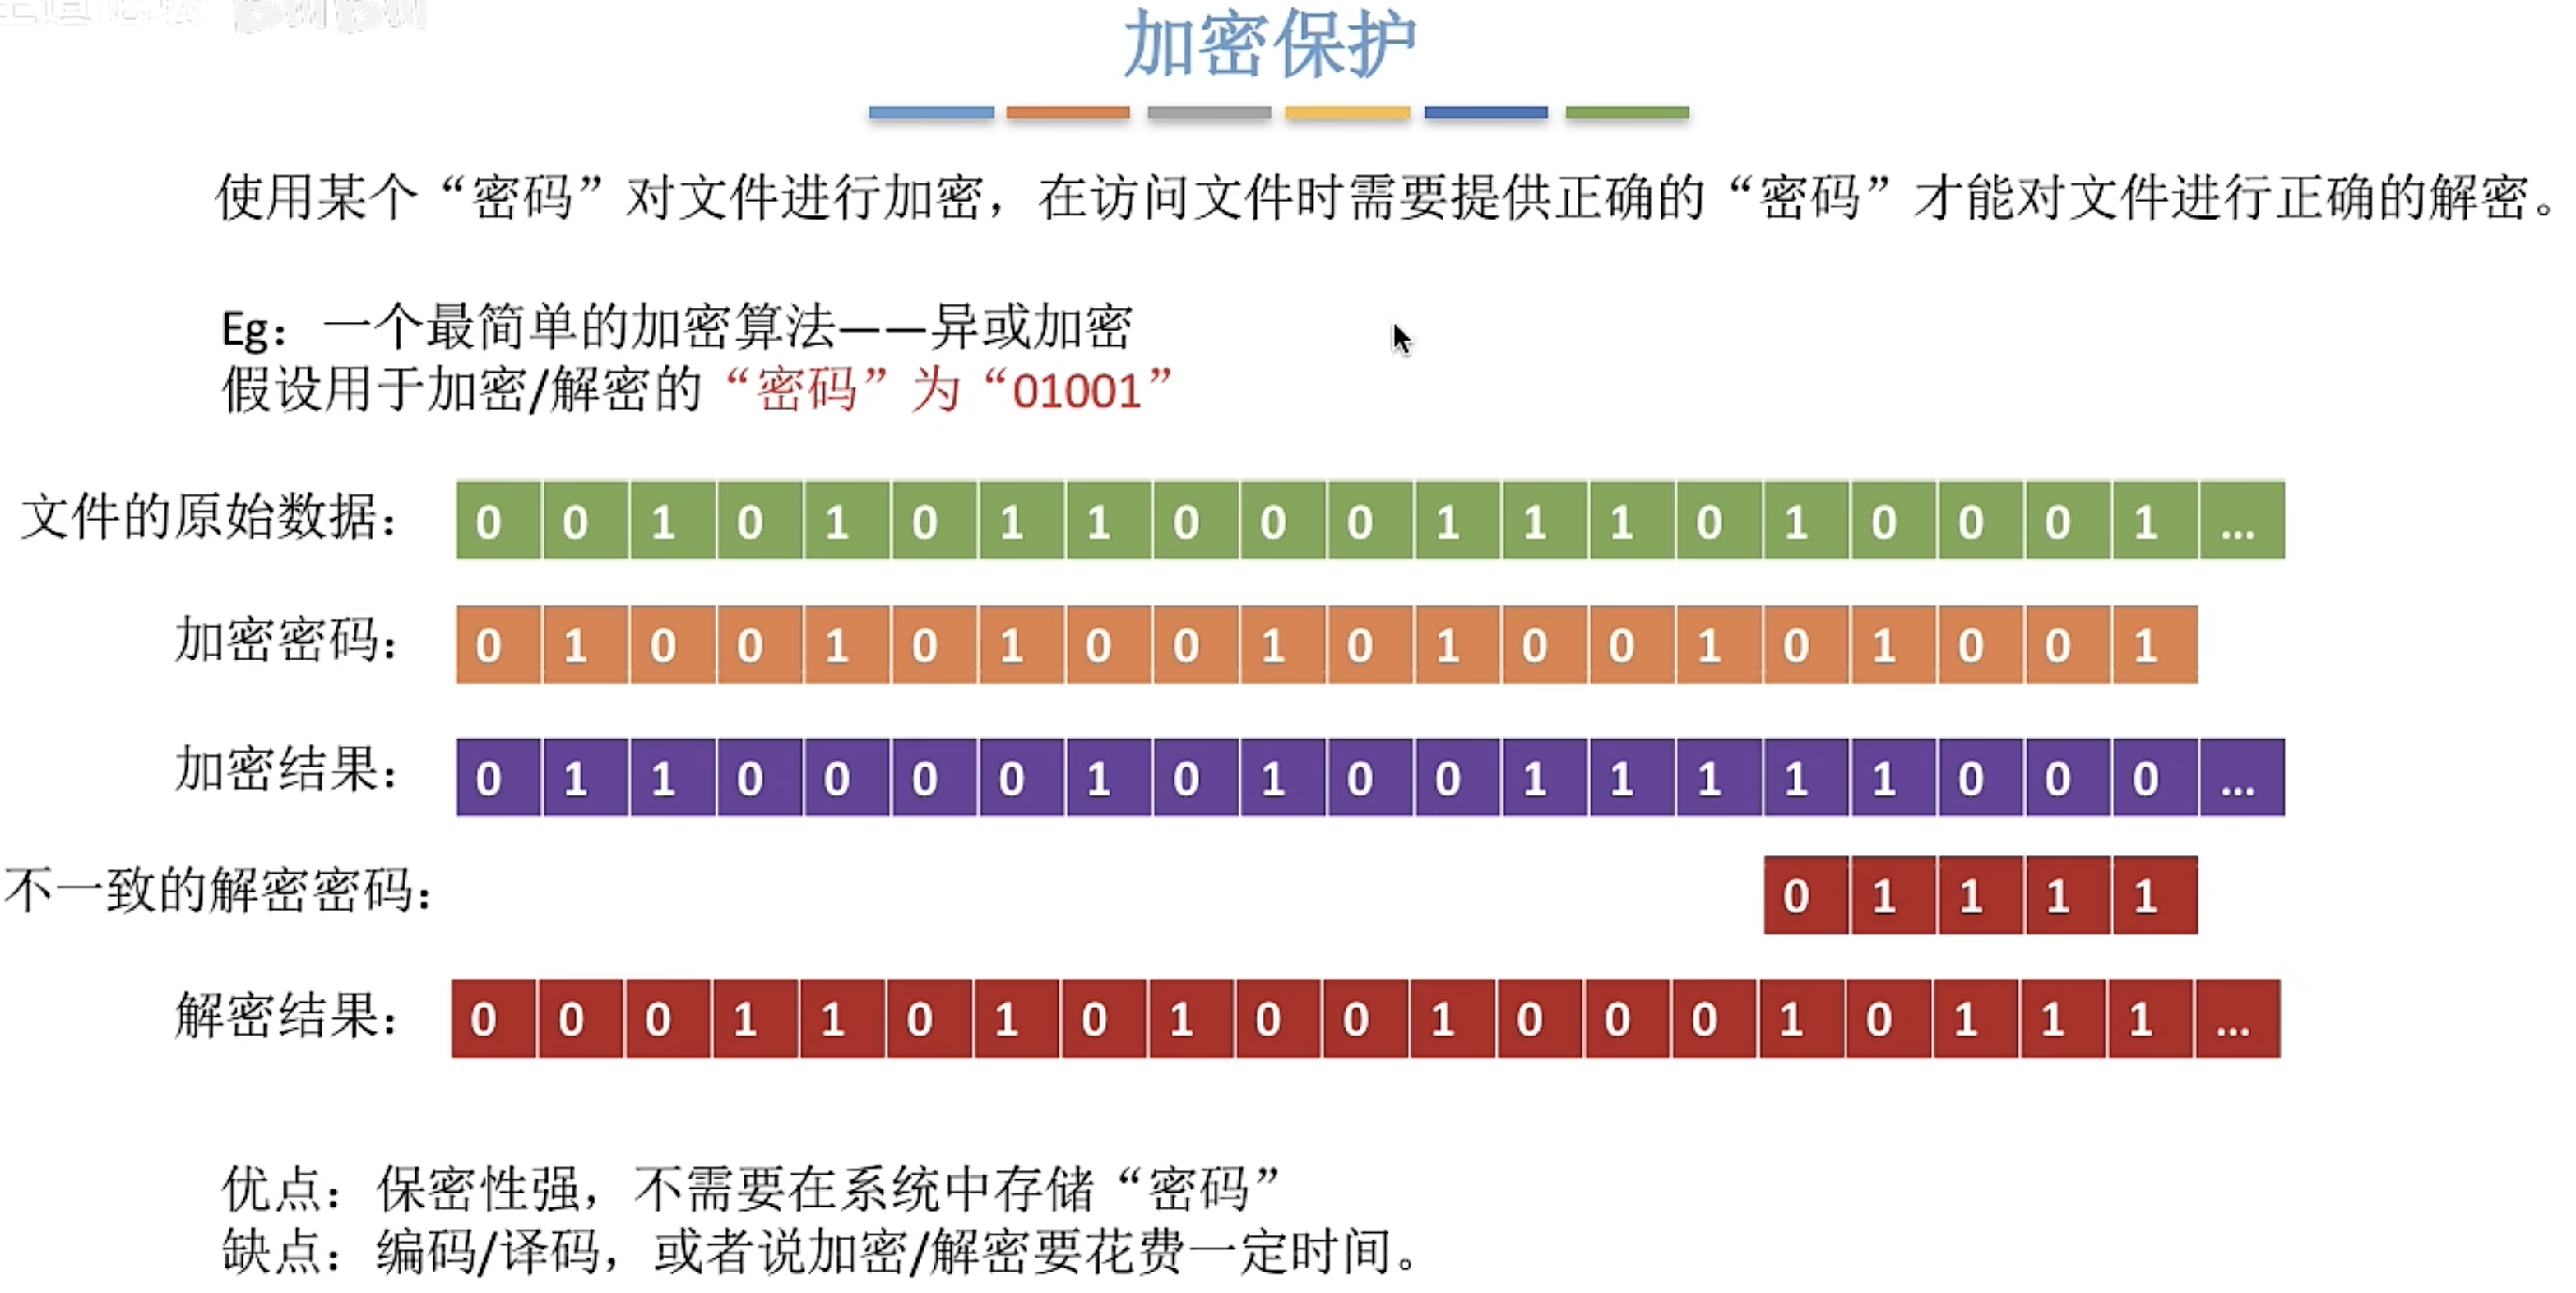 加密保护
使用某个“密码”对文件进行加密，在访问文件时需要提供正确的“密码”才能对文件进行正确的解密。
Eg：一个最简单的加密算法——异或加密
假设用于加密/解密的“密码”为“01001”
文件的原始数据： 0 0 1 0 1 0 1 1 0 0 0 1 1 1 0 1 0 0 0 1 ...
加密密码： 0 1 0 0 1 0 1 0 0 1 0 1 0 0 1 0 1 0 0 1
加密结果： 0 1 1 0 0 0 0 1 0 1 0 0 1 1 1 1 1 0 0 0 ...
不一致的解密密码： 0 1 1 1 1
解密结果： 0 0 0 1 1 0 1 0 1 0 0 1 0 0 0 1 0 1 1 1 ...
优点：保密性强，不需要在系统中存储“密码”
缺点：编码/译码，或者说加密/解密要花费一定时间。